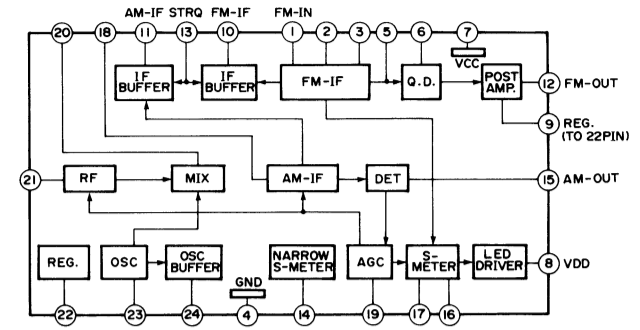 AM-IF STRQ FM-IF FM-IN
20 18 11 13 10 1 2 3 5 6 7
VCC
IF BUFFER
IF BUFFER
FM-IF
Q.D.
POST AMP.
12 FM-OUT
9 REG.
(TO 22PIN)
21 RF
MIX
AM-IF
DET
15 AM-OUT
REG.
OSC
OSC BUFFER
GND
NARROW S-METER
AGC
S-METER
LED DRIVER
8 VDD
22 23 24 4 14 19 17 16